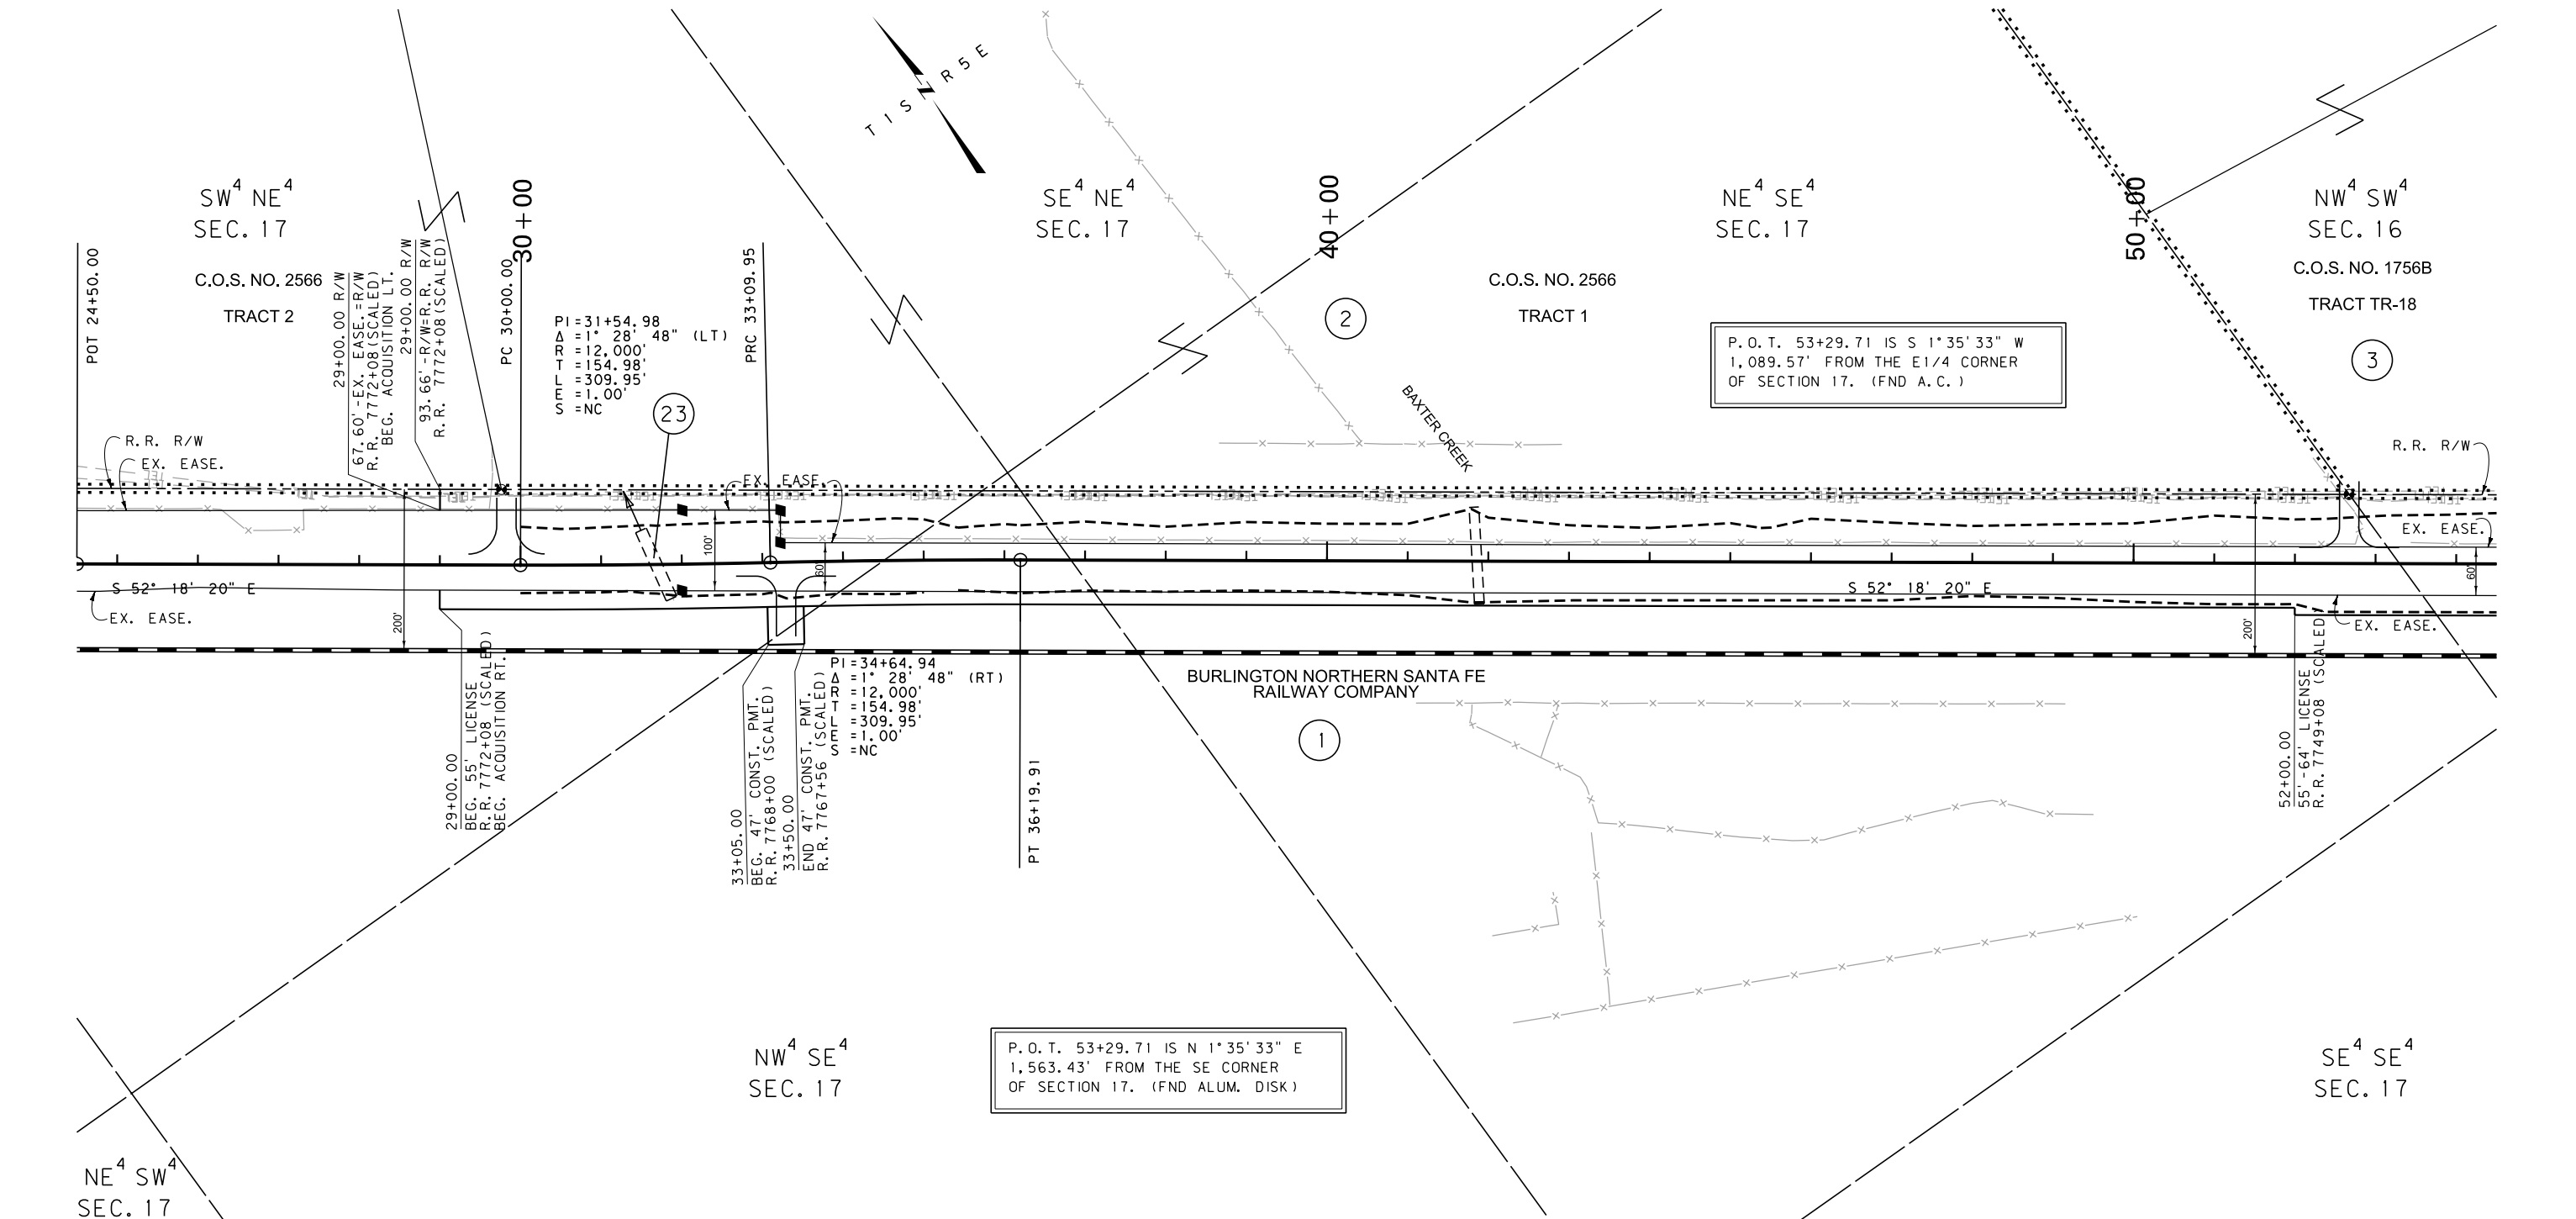 T 1 S R 5 E
SW4 NE4
SEC. 17
SE4 NE4
SEC. 17
NE4 SE4
SEC. 17
NW4 SW4
SEC. 16
30+00
40+00
50+00
C.O.S. NO. 2566
TRACT 2
C.O.S. NO. 2566
TRACT 1
C.O.S. NO. 1756B
TRACT TR-18
POT 24+50.00
29+00.00 R/W
67.60'-EX. EASE.=R/W
R.R. 7772+08(SCALED)
BEG. ACQUISITION LT.
29+00.00 R/W
93.66'-R/W=R.R. R/W
R.R. 7772+08(SCALED)
PC 30+00.00
PI=31+54.98
Δ =1° 28' 48" (LT)
R =12,000'
T =154.98'
L =309.95'
E =1.00'
S =NC
PRC 33+09.95
23
2
3
P.O.T. 53+29.71 IS S 1°35'33" W
1,089.57' FROM THE E1/4 CORNER
OF SECTION 17. (FND A.C.)
BAXTER CREEK
R.R. R/W
EX. EASE.
EX. EASE.
R.R. R/W
EX. EASE.
100'
60'
60'
200'
200'
S 52° 18' 20" E
S 52° 18' 20" E
EX. EASE.
EX. EASE.
29+00.00
BEG. 55' LICENSE
R.R. 7772+08 (SCALED)
BEG. ACQUISITION RT.
33+05.00
BEG. 47' CONST. PMT.
R.R. 7768+00 (SCALED)
33+50.00
END 47' CONST. PMT.
R.R. 7767+56 (SCALED)
PI=34+64.94
Δ =1° 28' 48" (RT)
R =12,000'
T =154.98'
L =309.95'
E =1.00'
S =NC
PT 36+19.91
BURLINGTON NORTHERN SANTA FE
RAILWAY COMPANY
1
52+00.00
55'-64' LICENSE
R.R. 7749+08 (SCALED)
NW4 SE4
SEC. 17
P.O.T. 53+29.71 IS N 1°35'33" E
1,563.43' FROM THE SE CORNER
OF SECTION 17. (FND ALUM. DISK)
SE4 SE4
SEC. 17
NE4 SW4
SEC. 17